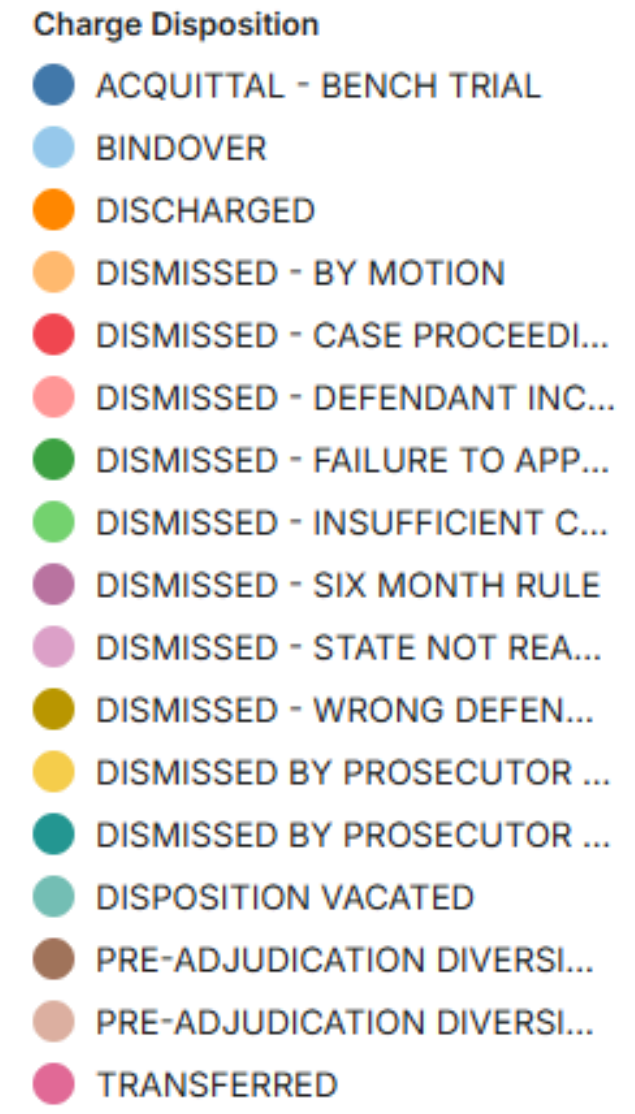 Charge Disposition
ACQUITTAL - BENCH TRIAL
BINDOVER
DISCHARGED
DISMISSED - BY MOTION
DISMISSED - CASE PROCEEDI...
DISMISSED - DEFENDANT INC...
DISMISSED - FAILURE TO APP...
DISMISSED - INSUFFICIENT C...
DISMISSED - SIX MONTH RULE
DISMISSED - STATE NOT REA...
DISMISSED - WRONG DEFEN...
DISMISSED BY PROSECUTOR ...
DISMISSED BY PROSECUTOR ...
DISPOSITION VACATED
PRE-ADJUDICATION DIVERSI...
PRE-ADJUDICATION DIVERSI...
TRANSFERRED